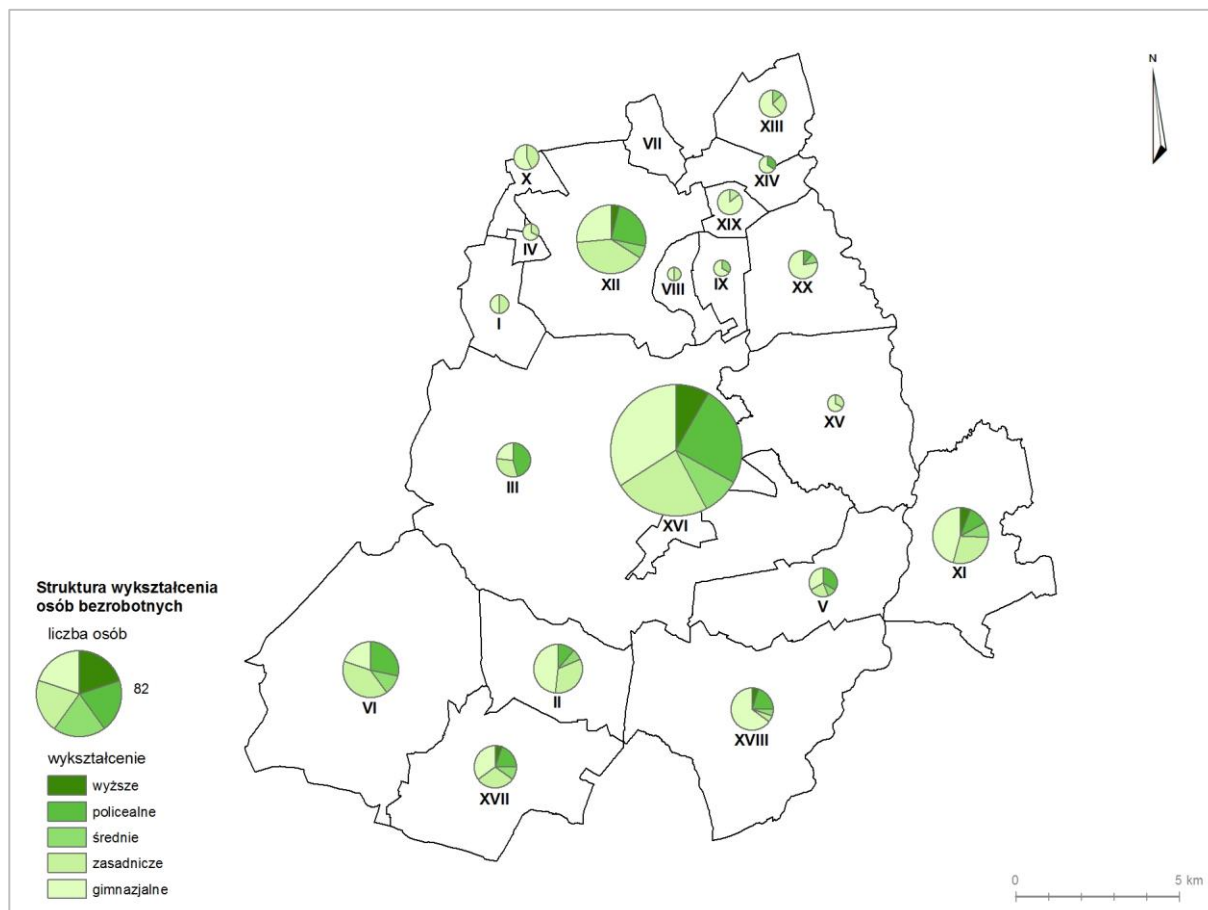 N
XIII
VII
XIV
X
XIX
IV
XII
VIII
IX
XX
I
XV
III
XVI
XI
V
VI
II
XVIII
XVII
Struktura wykształcenia
osób bezrobotnych
liczba osób
82
wykształcenie
wyższe
policealne
średnie
zasadnicze
gimnazjalne
0 5 km